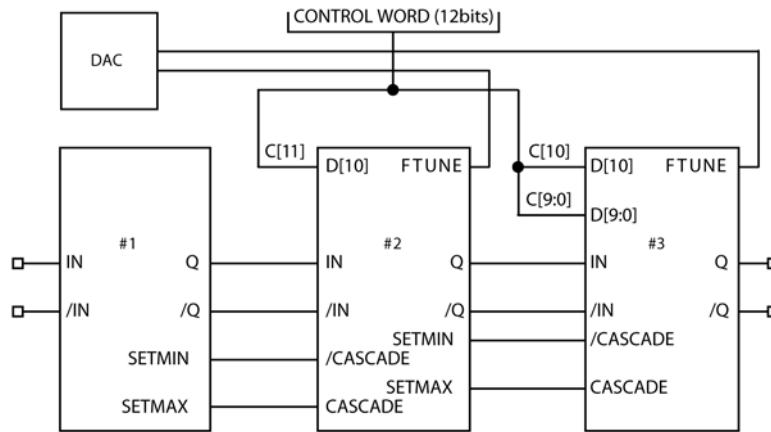 CONTROL WORD (12bits)
DAC
C[11]
D[10] FTUNE
C[10]
D[10] FTUNE
C[9:0]
D[9:0]
#1
#2
#3
IN Q
IN Q
IN Q
/IN /Q
/IN /Q
/IN /Q
SETMIN
/CASCADE
SETMIN
/CASCADE
SETMAX
CASCADE
SETMAX
CASCADE